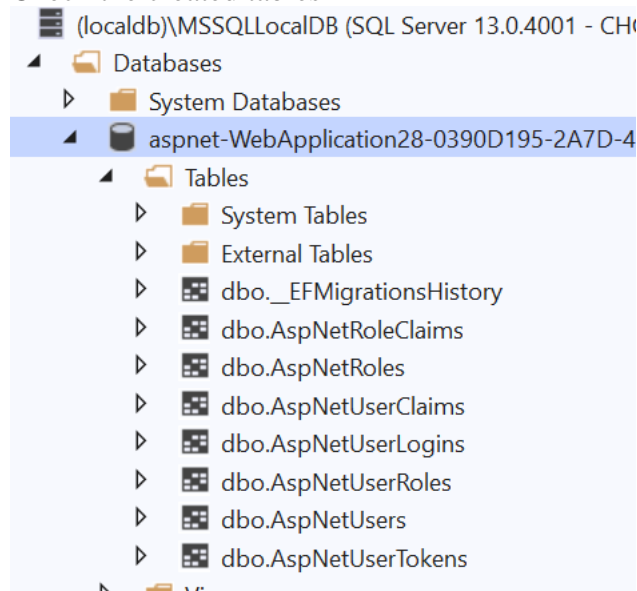 (localdb)\MSSQLLocalDB (SQL Server 13.0.4001 - CH
Databases
System Databases
aspnet-WebApplication28-0390D195-2A7D-4
Tables
System Tables
External Tables
dbo.__EFMigrationsHistory
dbo.AspNetRoleClaims
dbo.AspNetRoles
dbo.AspNetUserClaims
dbo.AspNetUserLogins
dbo.AspNetUserRoles
dbo.AspNetUsers
dbo.AspNetUserTokens